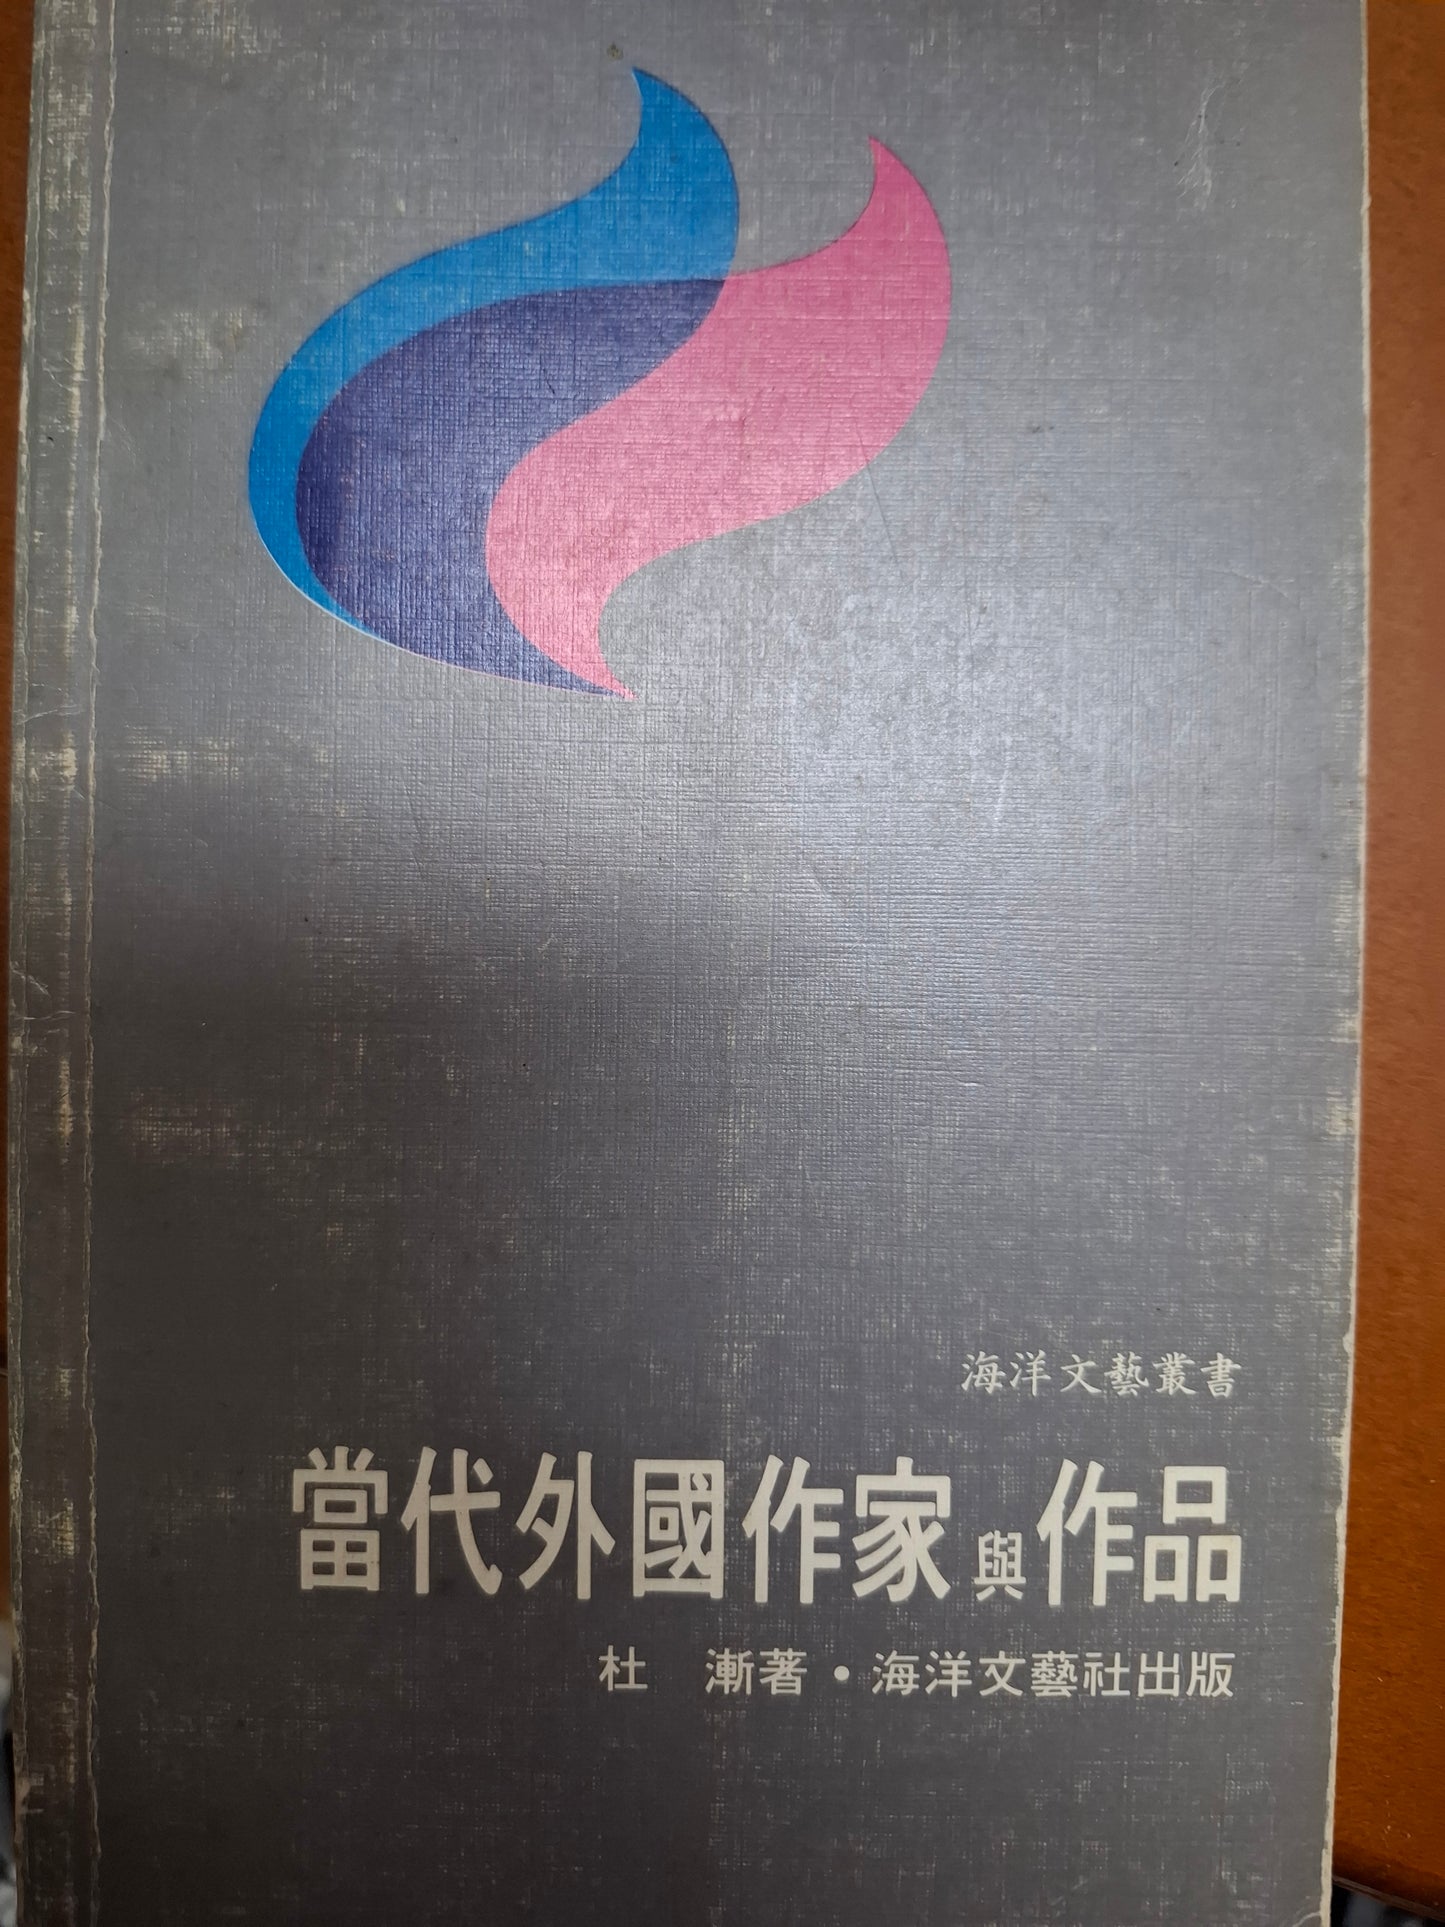 海洋文藝叢書
當代外國作家與作品
杜 漸著・海洋文藝社出版